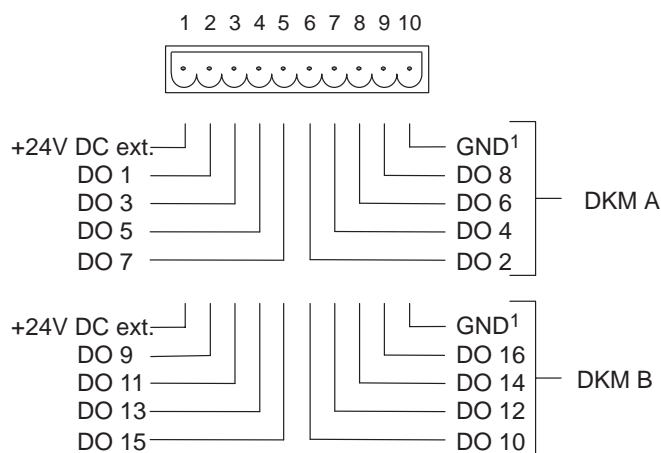 1 2 3 4 5 6 7 8 9 10
+24V DC ext. GND1
DO 1 DO 8
DO 3 DO 6 DKM A
DO 5 DO 4
DO 7 DO 2
+24V DC ext. GND1
DO 9 DO 16
DO 11 DO 14 DKM B
DO 13 DO 12
DO 15 DO 10